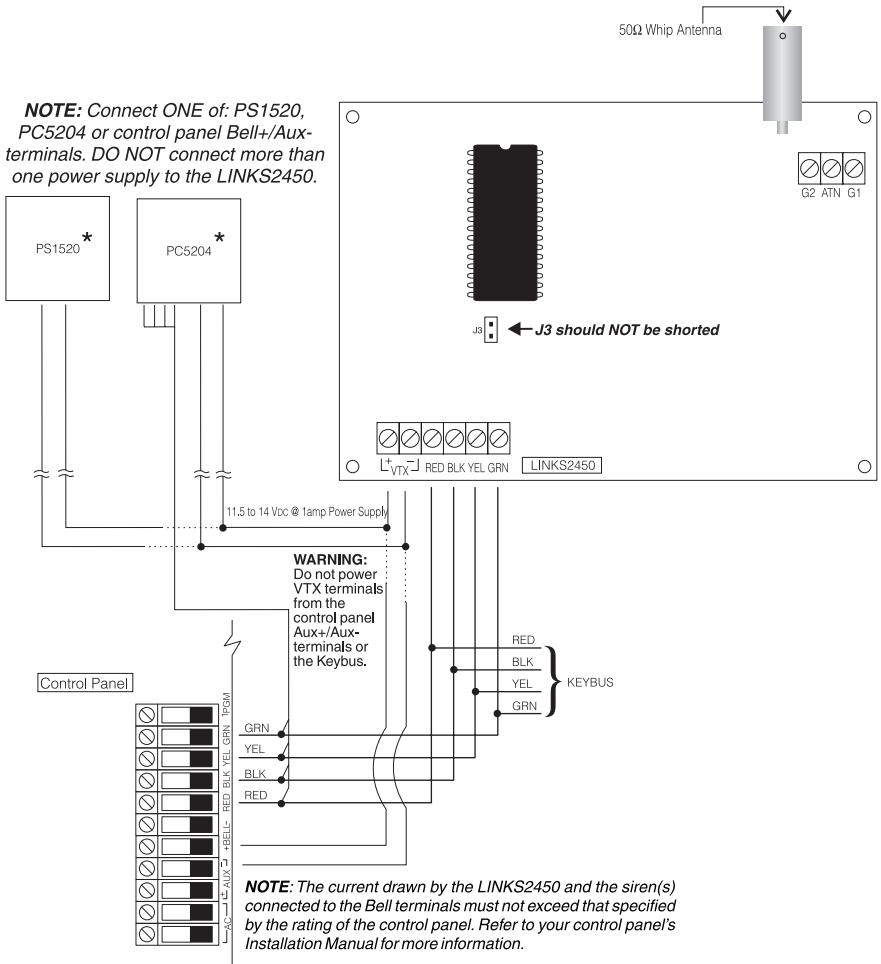 50Ω Whip Antenna
NOTE: Connect ONE of: PS1520,
PC5204 or control panel Bell+/Aux-
terminals. DO NOT connect more than
one power supply to the LINKS2450.
PS1520 *
PC5204 *
G2 ATN G1
J3
J3 should NOT be shorted
+ VTX - RED BLK YEL GRN
LINKS2450
11.5 to 14 VDC @ 1amp Power Supply
WARNING:
Do not power
VTX terminals
from the
control panel
Aux+/Aux-
terminals or
the Keybus.
RED
BLK
YEL
GRN
KEYBUS
Control Panel
1PGM
GRN
YEL
BLK
RED
+BELL-
+ AUX -
AC
GRN
YEL
BLK
RED
NOTE: The current drawn by the LINKS2450 and the siren(s)
connected to the Bell terminals must not exceed that specified
by the rating of the control panel. Refer to your control panel's
Installation Manual for more information.